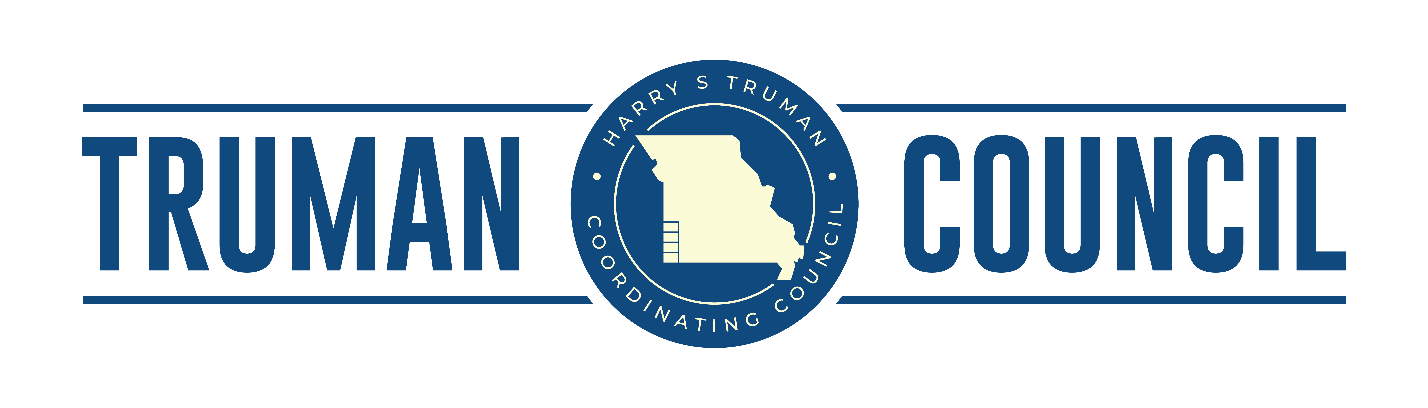 TRUMAN
HARRY S TRUMAN
COORDINATING COUNCIL
COUNCIL